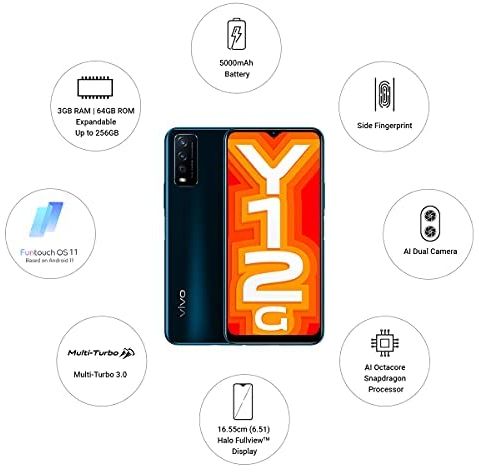 5000mAh
Battery
3GB RAM | 64GB ROM
Expandable
Up to 256GB
Side Fingerprint
Y
1
2
G
vivo
Funtouch OS 11
Based on Android 11
AI Dual Camera
Multi-Turbo
Multi-Turbo 3.0
AI Octacore
Snapdragon
Processor
16.55cm (6.51)
Halo Fullview™
Display